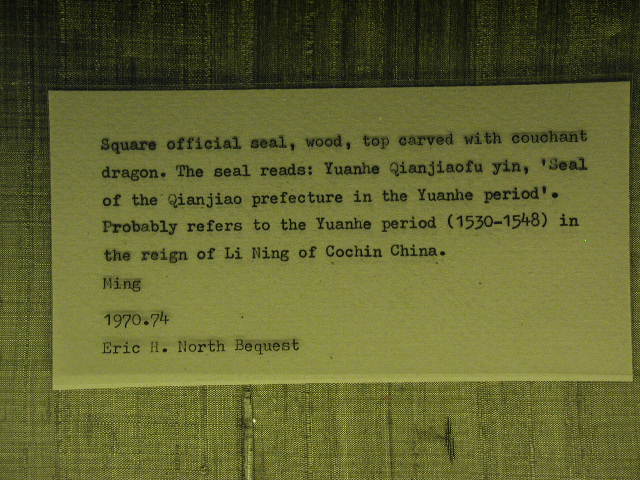 Square official seal, wood, top carved with couchant
dragon. The seal reads: Yuanhe Qianjiaofu yin, 'Seal
of the Qianjiao prefecture in the Yuanhe period'.
Probably refers to the Yuanhe period (1530-1548) in
the reign of Li Ning of Cochin China.
Ming
1970.74
Eric H. North Bequest